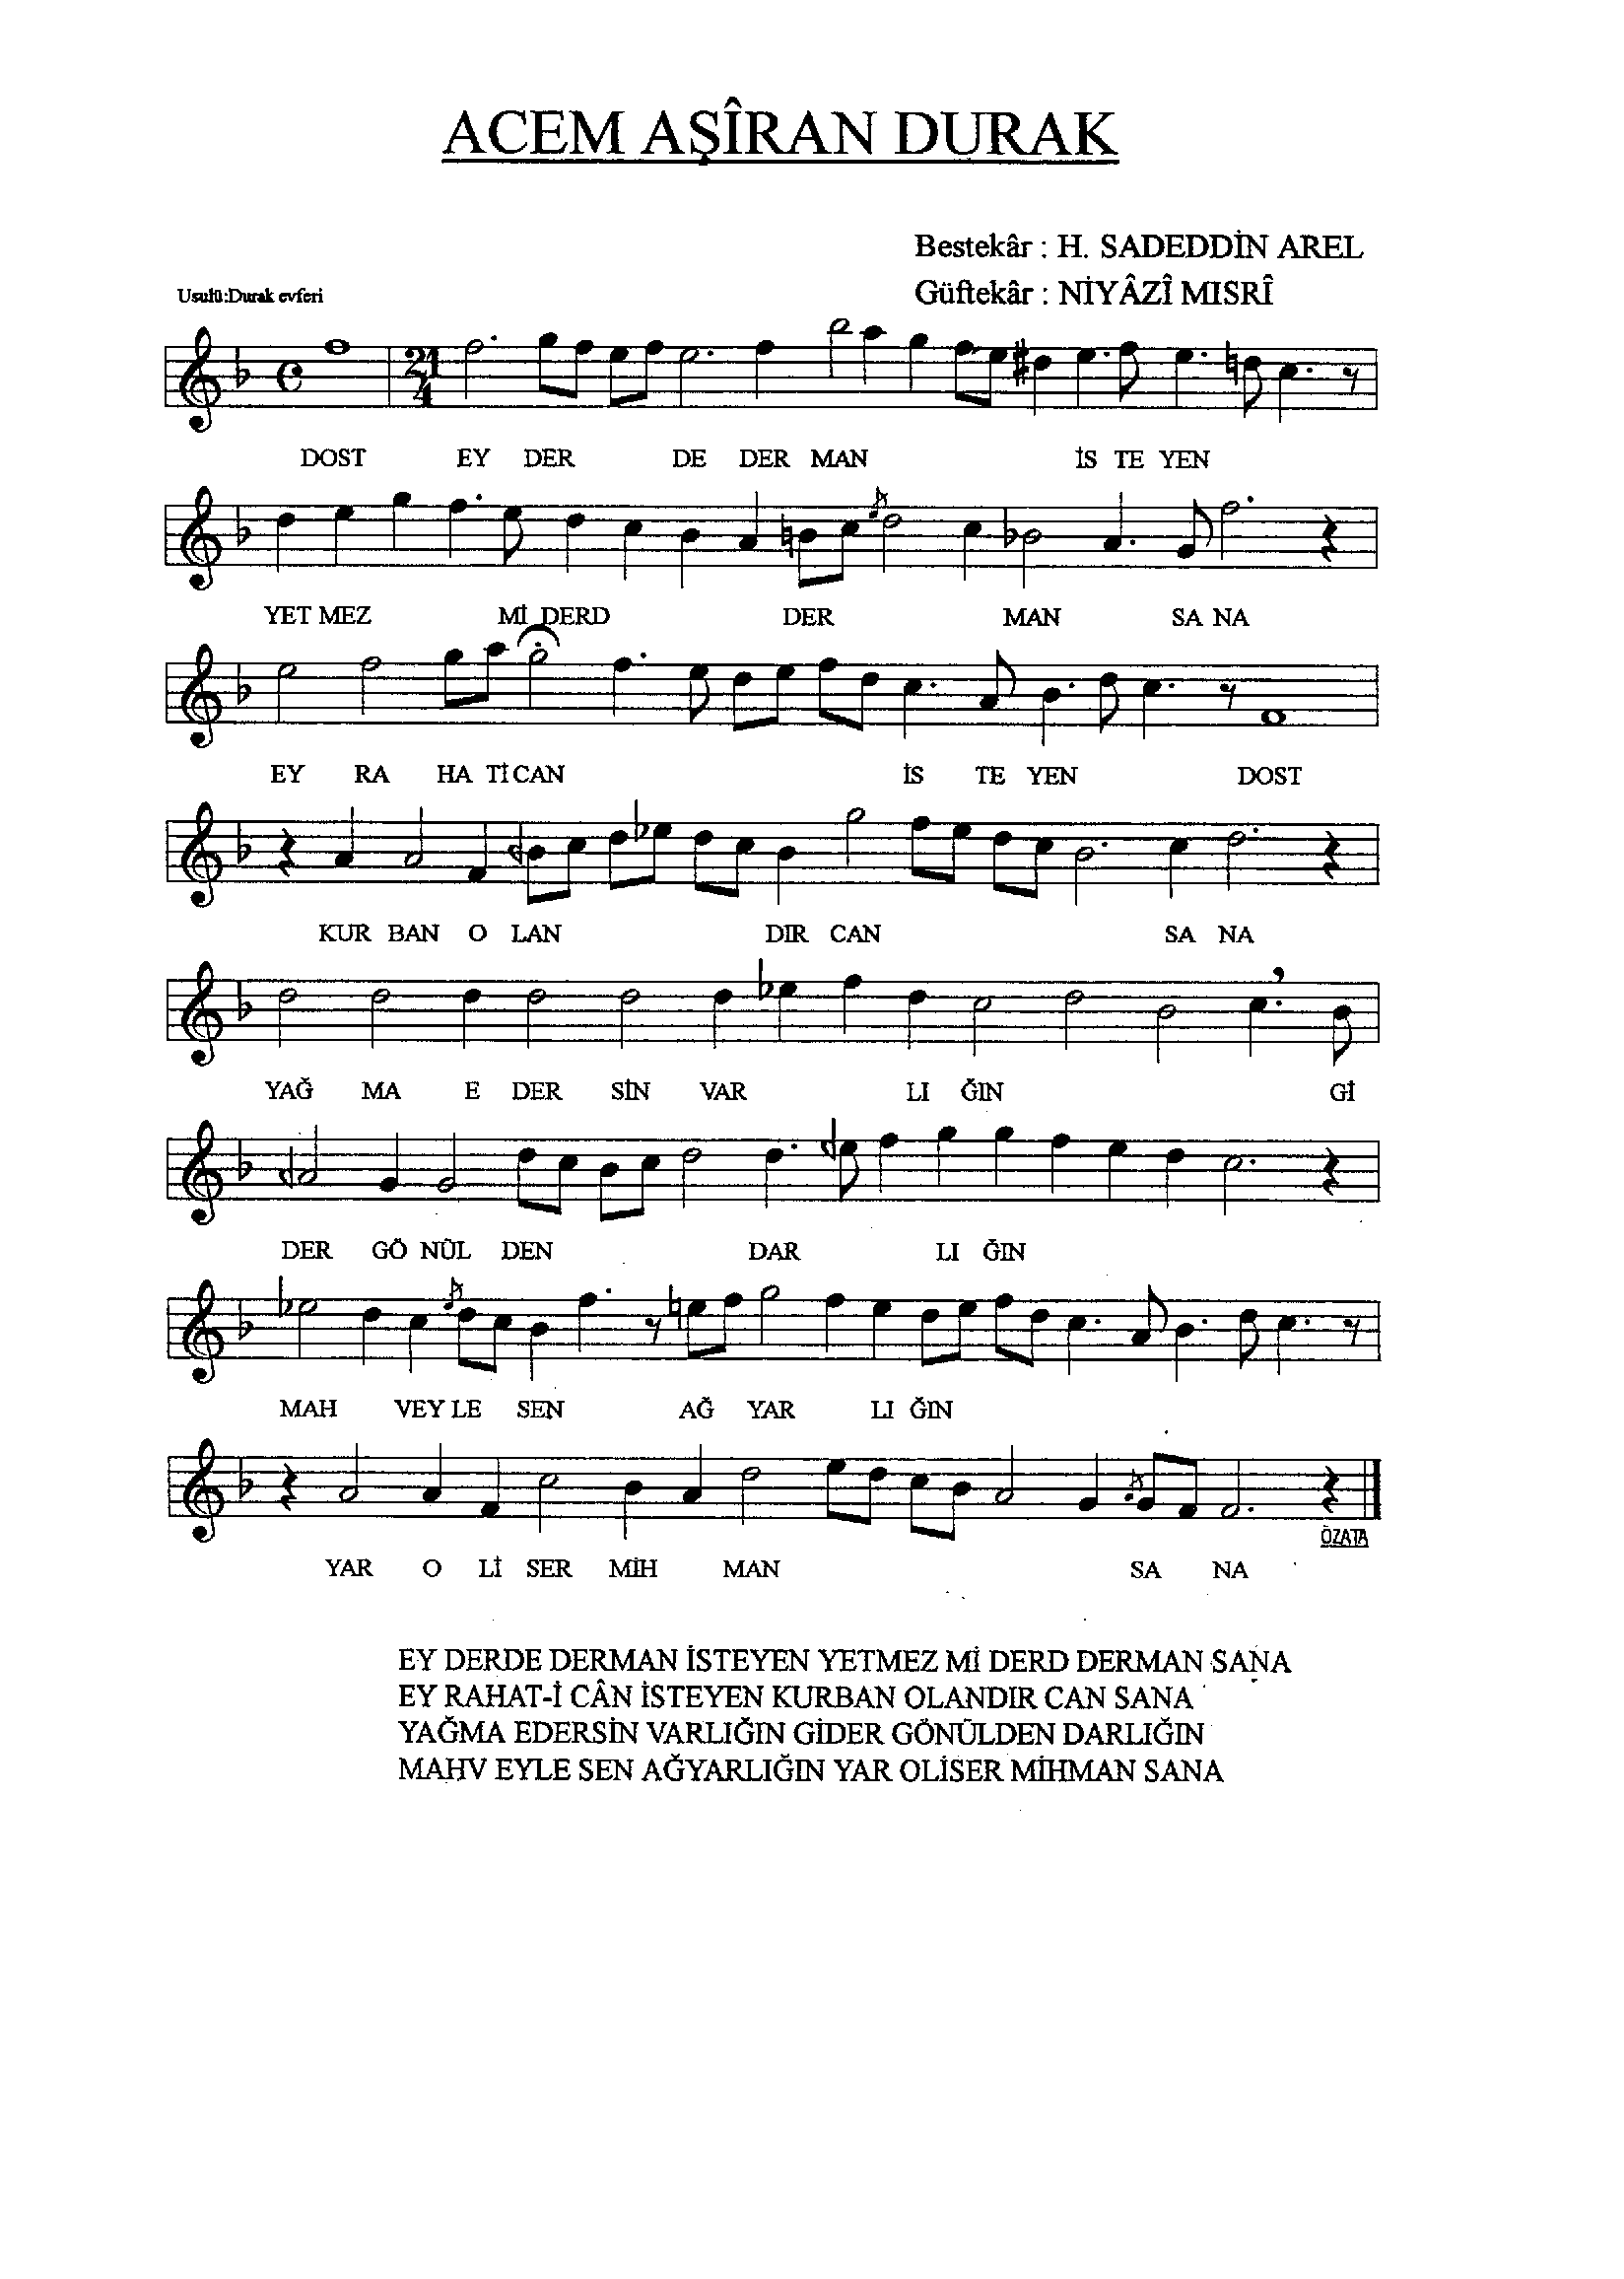 ACEM AŞÎRAN DURAK
Bestekâr : H. SADEDDİN AREL
Güftekâr : NİYÂZÎ MISRÎ
Usulü:Durak evferi
21
4
DOST EY DER DE DER MAN İS TE YEN
YET MEZ Mİ DERD DER MAN SA NA
EY RA HA Tİ CAN İS TE YEN DOST
KUR BAN O LAN DIR CAN SA NA
YAĞ MA E DER SİN VAR LI ĞIN Gİ
DER GÖ NÜL DEN DAR LI ĞIN
MAH VEY LE SEN AĞ YAR LI ĞIN
ÖZATA
YAR O Lİ SER MİH MAN SA NA
EY DERDE DERMAN İSTEYEN YETMEZ Mİ DERD DERMAN SANA
EY RAHAT-İ CÂN İSTEYEN KURBAN OLANDIR CAN SANA
YAĞMA EDERSİN VARLIĞIN GİDER GÖNÜLDEN DARLIĞIN
MAHV EYLE SEN AĞYARLIĞIN YAR OLİSER MİHMAN SANA